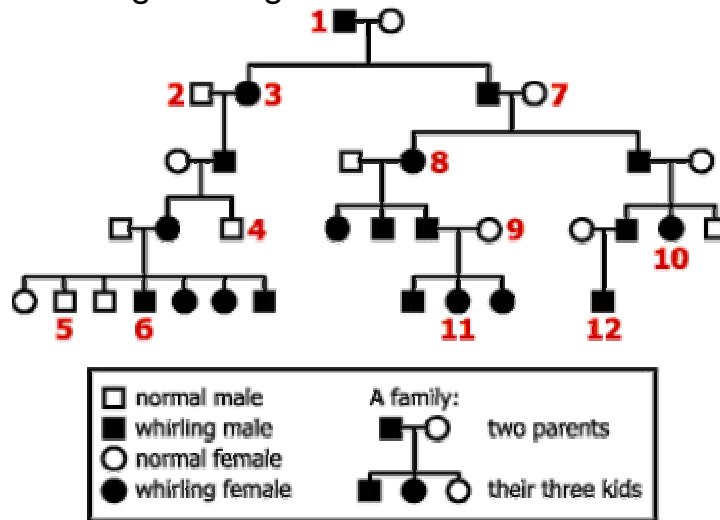 1
2 3 7
8
4 9
10
5 6 11 12
normal male
whirling male
normal female
whirling female
A family:
two parents
their three kids